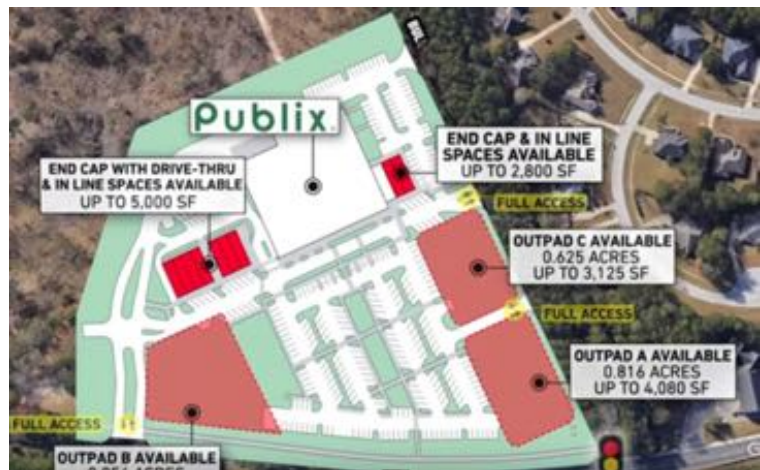 Publix
END CAP & IN LINE
SPACES AVAILABLE
UP TO 2,800 SF
END CAP WITH DRIVE-THRU
& IN LINE SPACES AVAILABLE
UP TO 5,000 SF
FULL ACCESS
OUTPAD C AVAILABLE
0.625 ACRES
UP TO 3,125 SF
FULL ACCESS
OUTPAD A AVAILABLE
0.816 ACRES
UP TO 4,080 SF
FULL ACCESS
OUTPAD B AVAILABLE
ACRES